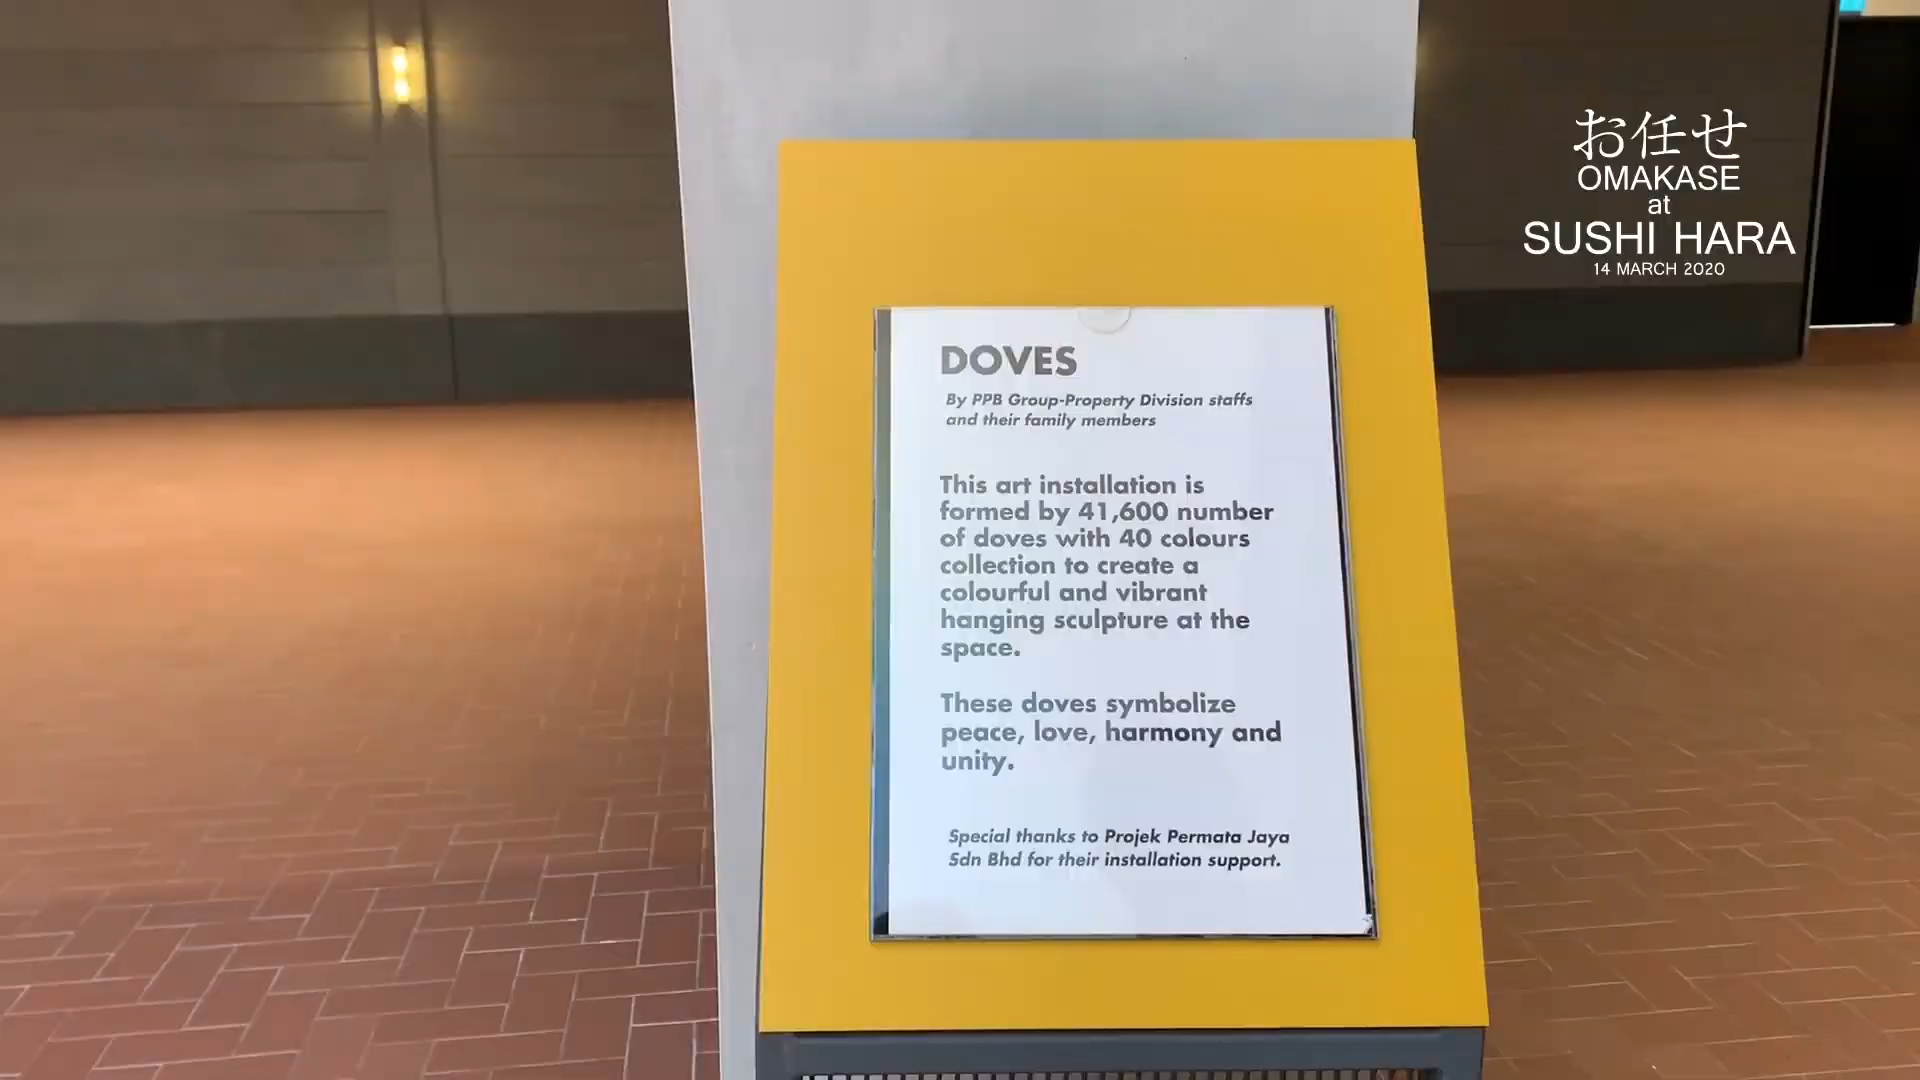 お任せ
OMAKASE
at
SUSHI HARA
14 MARCH 2020
DOVES
By PPB Group-Property Division staffs
and their family members
This art installation is
formed by 41,600 number
of doves with 40 colours
collection to create a
colourful and vibrant
hanging sculpture at the
space.
These doves symbolize
peace, love, harmony and
unity.
Special thanks to Projek Permata Jaya
Sdn Bhd for their installation support.